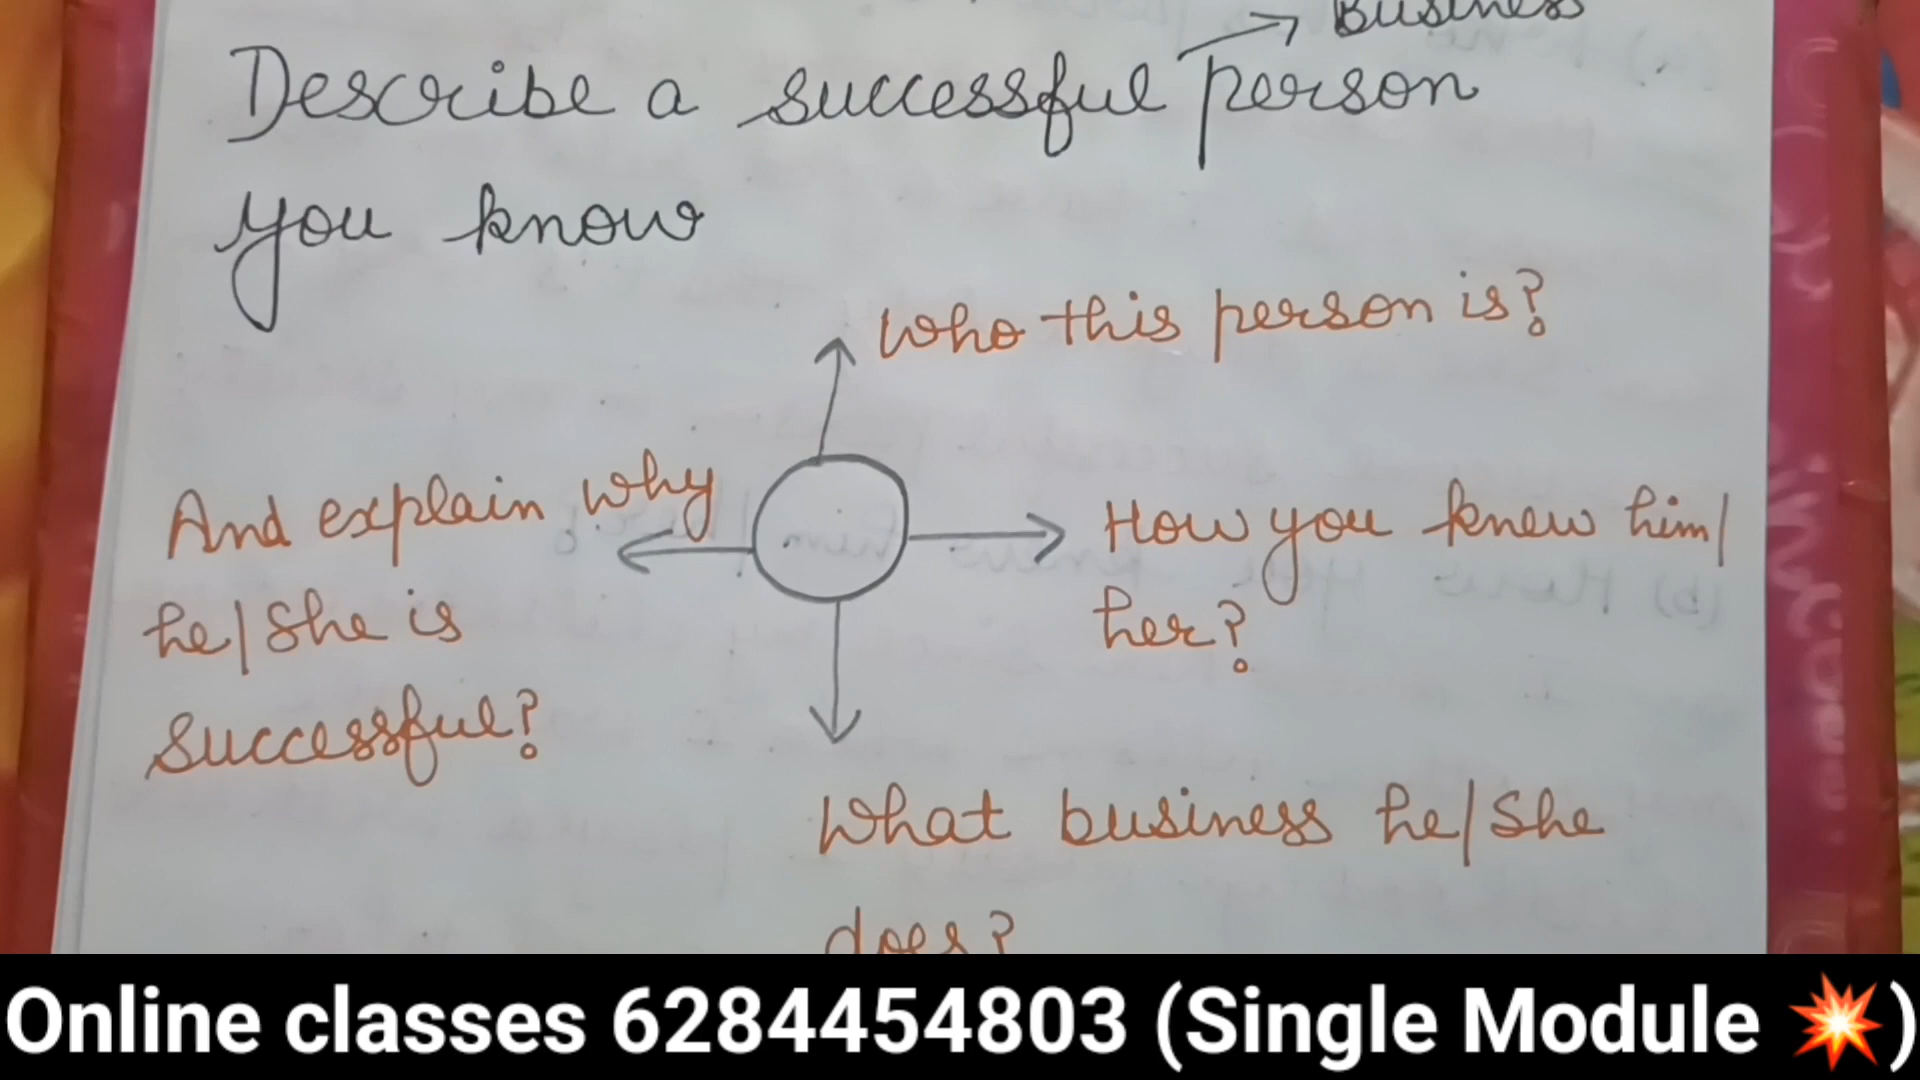 Business
Describe a successful person
you know
Who this person is?
And explain why
he/She is
successful?
How you knew him/
her?
What business he/She
does?
Online classes 6284454803 (Single Module 💥)